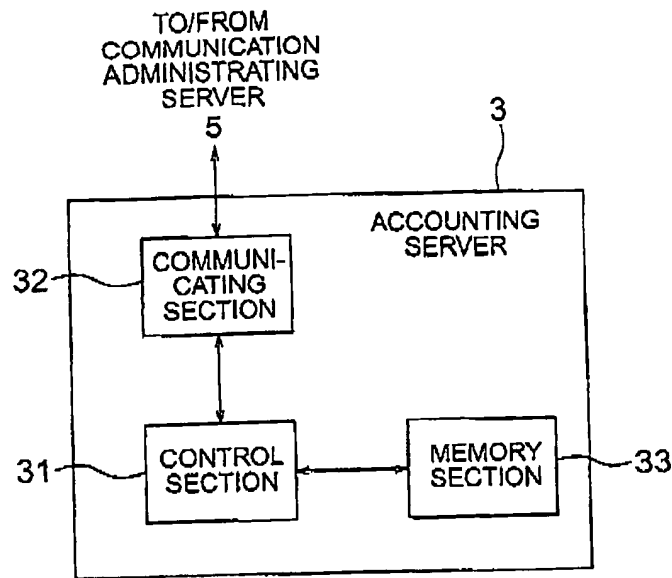 TO/FROM
COMMUNICATION
ADMINISTRATING
SERVER
5
3
ACCOUNTING
SERVER
32
COMMUNI-
CATING
SECTION
31
CONTROL
SECTION
MEMORY
SECTION
33